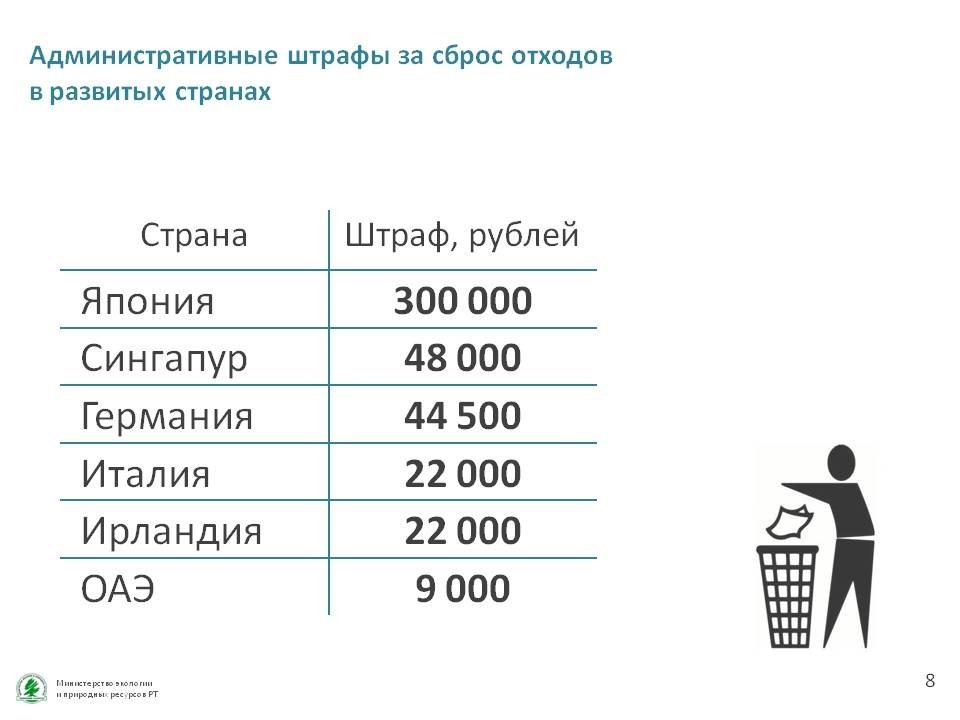 Административные штрафы за сброс отходов
в развитых странах
Страна Штраф, рублей
Япония 300 000
Сингапур 48 000
Германия 44 500
Италия 22 000
Ирландия 22 000
ОАЭ 9 000
Министерство экологии
и природных ресурсов РТ
8